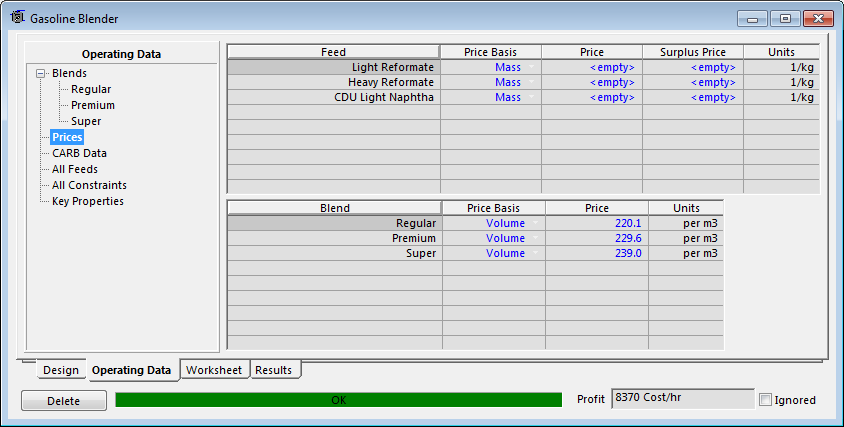 Gasoline Blender
Operating Data
Blends
Regular
Premium
Super
Prices
CARB Data
All Feeds
All Constraints
Key Properties
Feed Price Basis Price Surplus Price Units
Light Reformate Mass <empty> <empty> 1/kg
Heavy Reformate Mass <empty> <empty> 1/kg
CDU Light Naphtha Mass <empty> <empty> 1/kg
Blend Price Basis Price Units
Regular Volume 220.1 per m3
Premium Volume 229.6 per m3
Super Volume 239.0 per m3
Design Operating Data Worksheet Results
Delete OK Profit 8370 Cost/hr Ignored